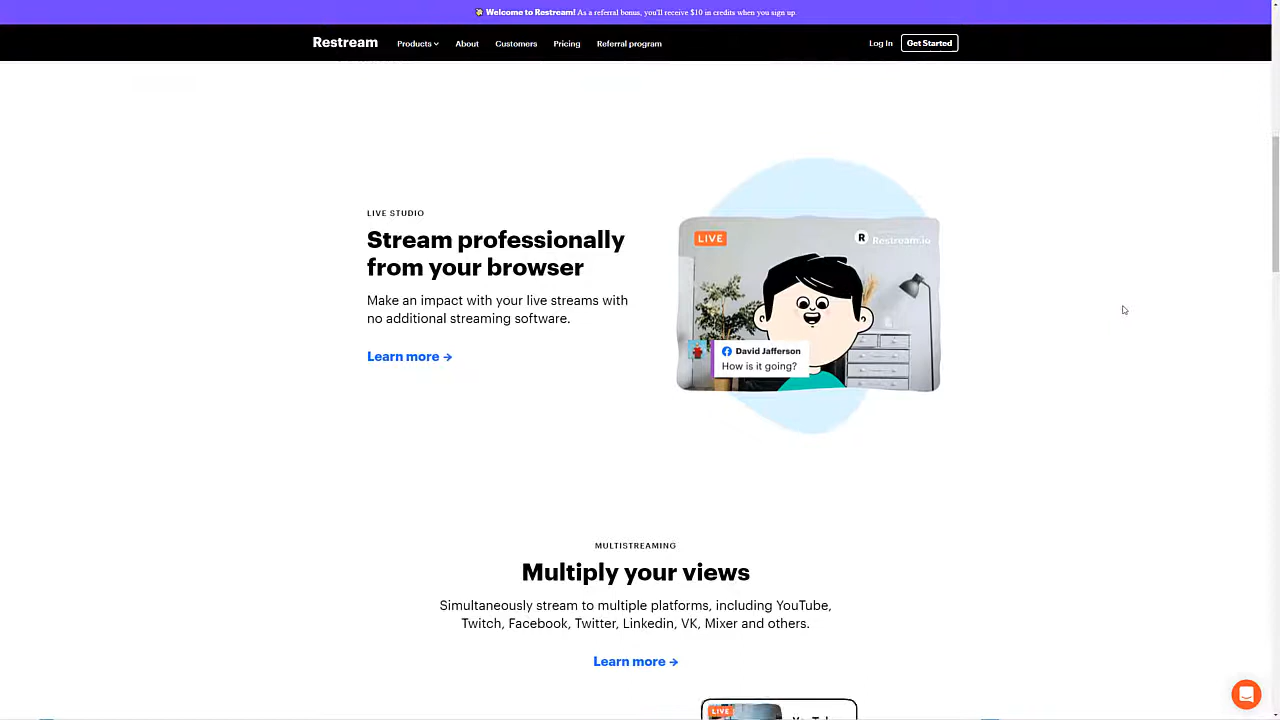 Welcome to Restream! As a referral bonus, you'll receive $10 in credits when you sign up.
Restream Products About Customers Pricing Referral program Log In Get Started
LIVE STUDIO
Stream professionally
from your browser
Make an impact with your live streams with
no additional streaming software.
Learn more →
LIVE
R Restream.io
David Jafferson
How is it going?
MULTISTREAMING
Multiply your views
Simultaneously stream to multiple platforms, including YouTube,
Twitch, Facebook, Twitter, Linkedin, VK, Mixer and others.
Learn more →
LIVE